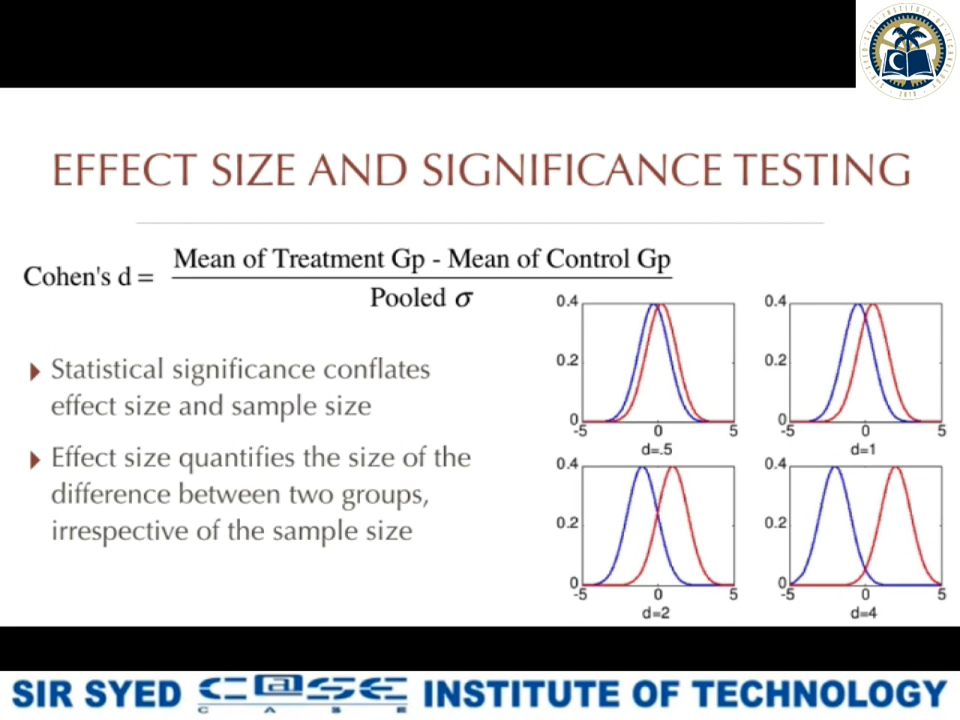 EFFECT SIZE AND SIGNIFICANCE TESTING
Cohen's d = Mean of Treatment Gp - Mean of Control Gp
Pooled σ
Statistical significance conflates
effect size and sample size
Effect size quantifies the size of the
difference between two groups,
irrespective of the sample size
0.4
0.2
0
-5 0 5
d=.5
0.4
0.2
0
-5 0 5
d=1
0.4
0.2
0
-5 0 5
d=2
0.4
0.2
0
-5 0 5
d=4
SIR SYED C@SE INSTITUTE OF TECHNOLOGY
C A S E